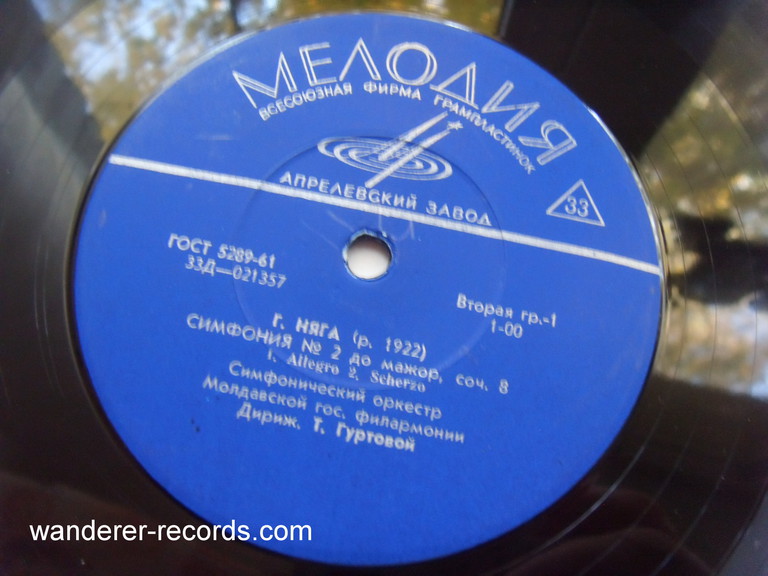 МЕЛОДИЯ
ВСЕСОЮЗНАЯ ФИРМА ГРАМПЛАСТИНОК
АПРЕЛЕВСКИЙ ЗАВОД
33
ГОСТ 5289-61
33Д—021357
Вторая гр.-1
1-00
Г. НЯГА (р. 1922)
СИМФОНИЯ № 2 до мажор, соч. 8
1. Allegro 2. Scherzo
Симфонический оркестр
Молдавской гос. филармонии
Дириж. Т. Гуртовой
wanderer-records.com